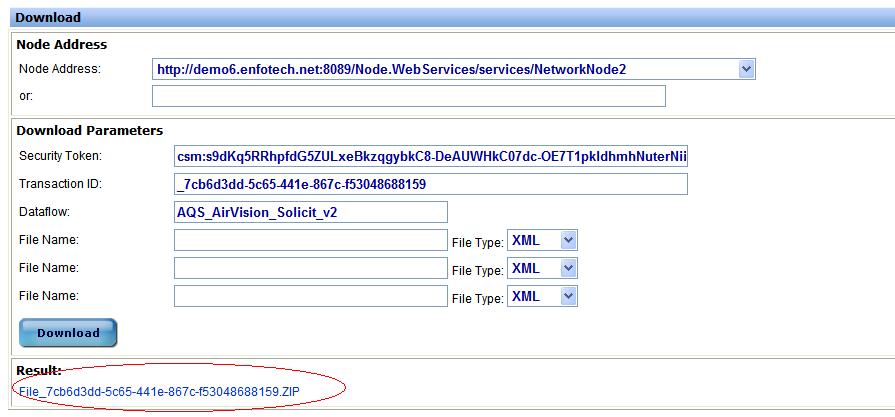 Download
Node Address
Node Address: http://demo6.enfotech.net:8089/Node.WebServices/services/NetworkNode2
or:
Download Parameters
Security Token: csm:s9dKq5RRhpfdG5ZULxeBkzqgybkC8-DeAUWHkC07dc-OE7T1pkIdhmhNuterNii
Transaction ID: _7cb6d3dd-5c65-441e-867c-f53048688159
Dataflow: AQS_AirVision_Solicit_v2
File Name: File Type: XML
File Name: File Type: XML
File Name: File Type: XML
Download
Result:
File_7cb6d3dd-5c65-441e-867c-f53048688159.ZIP